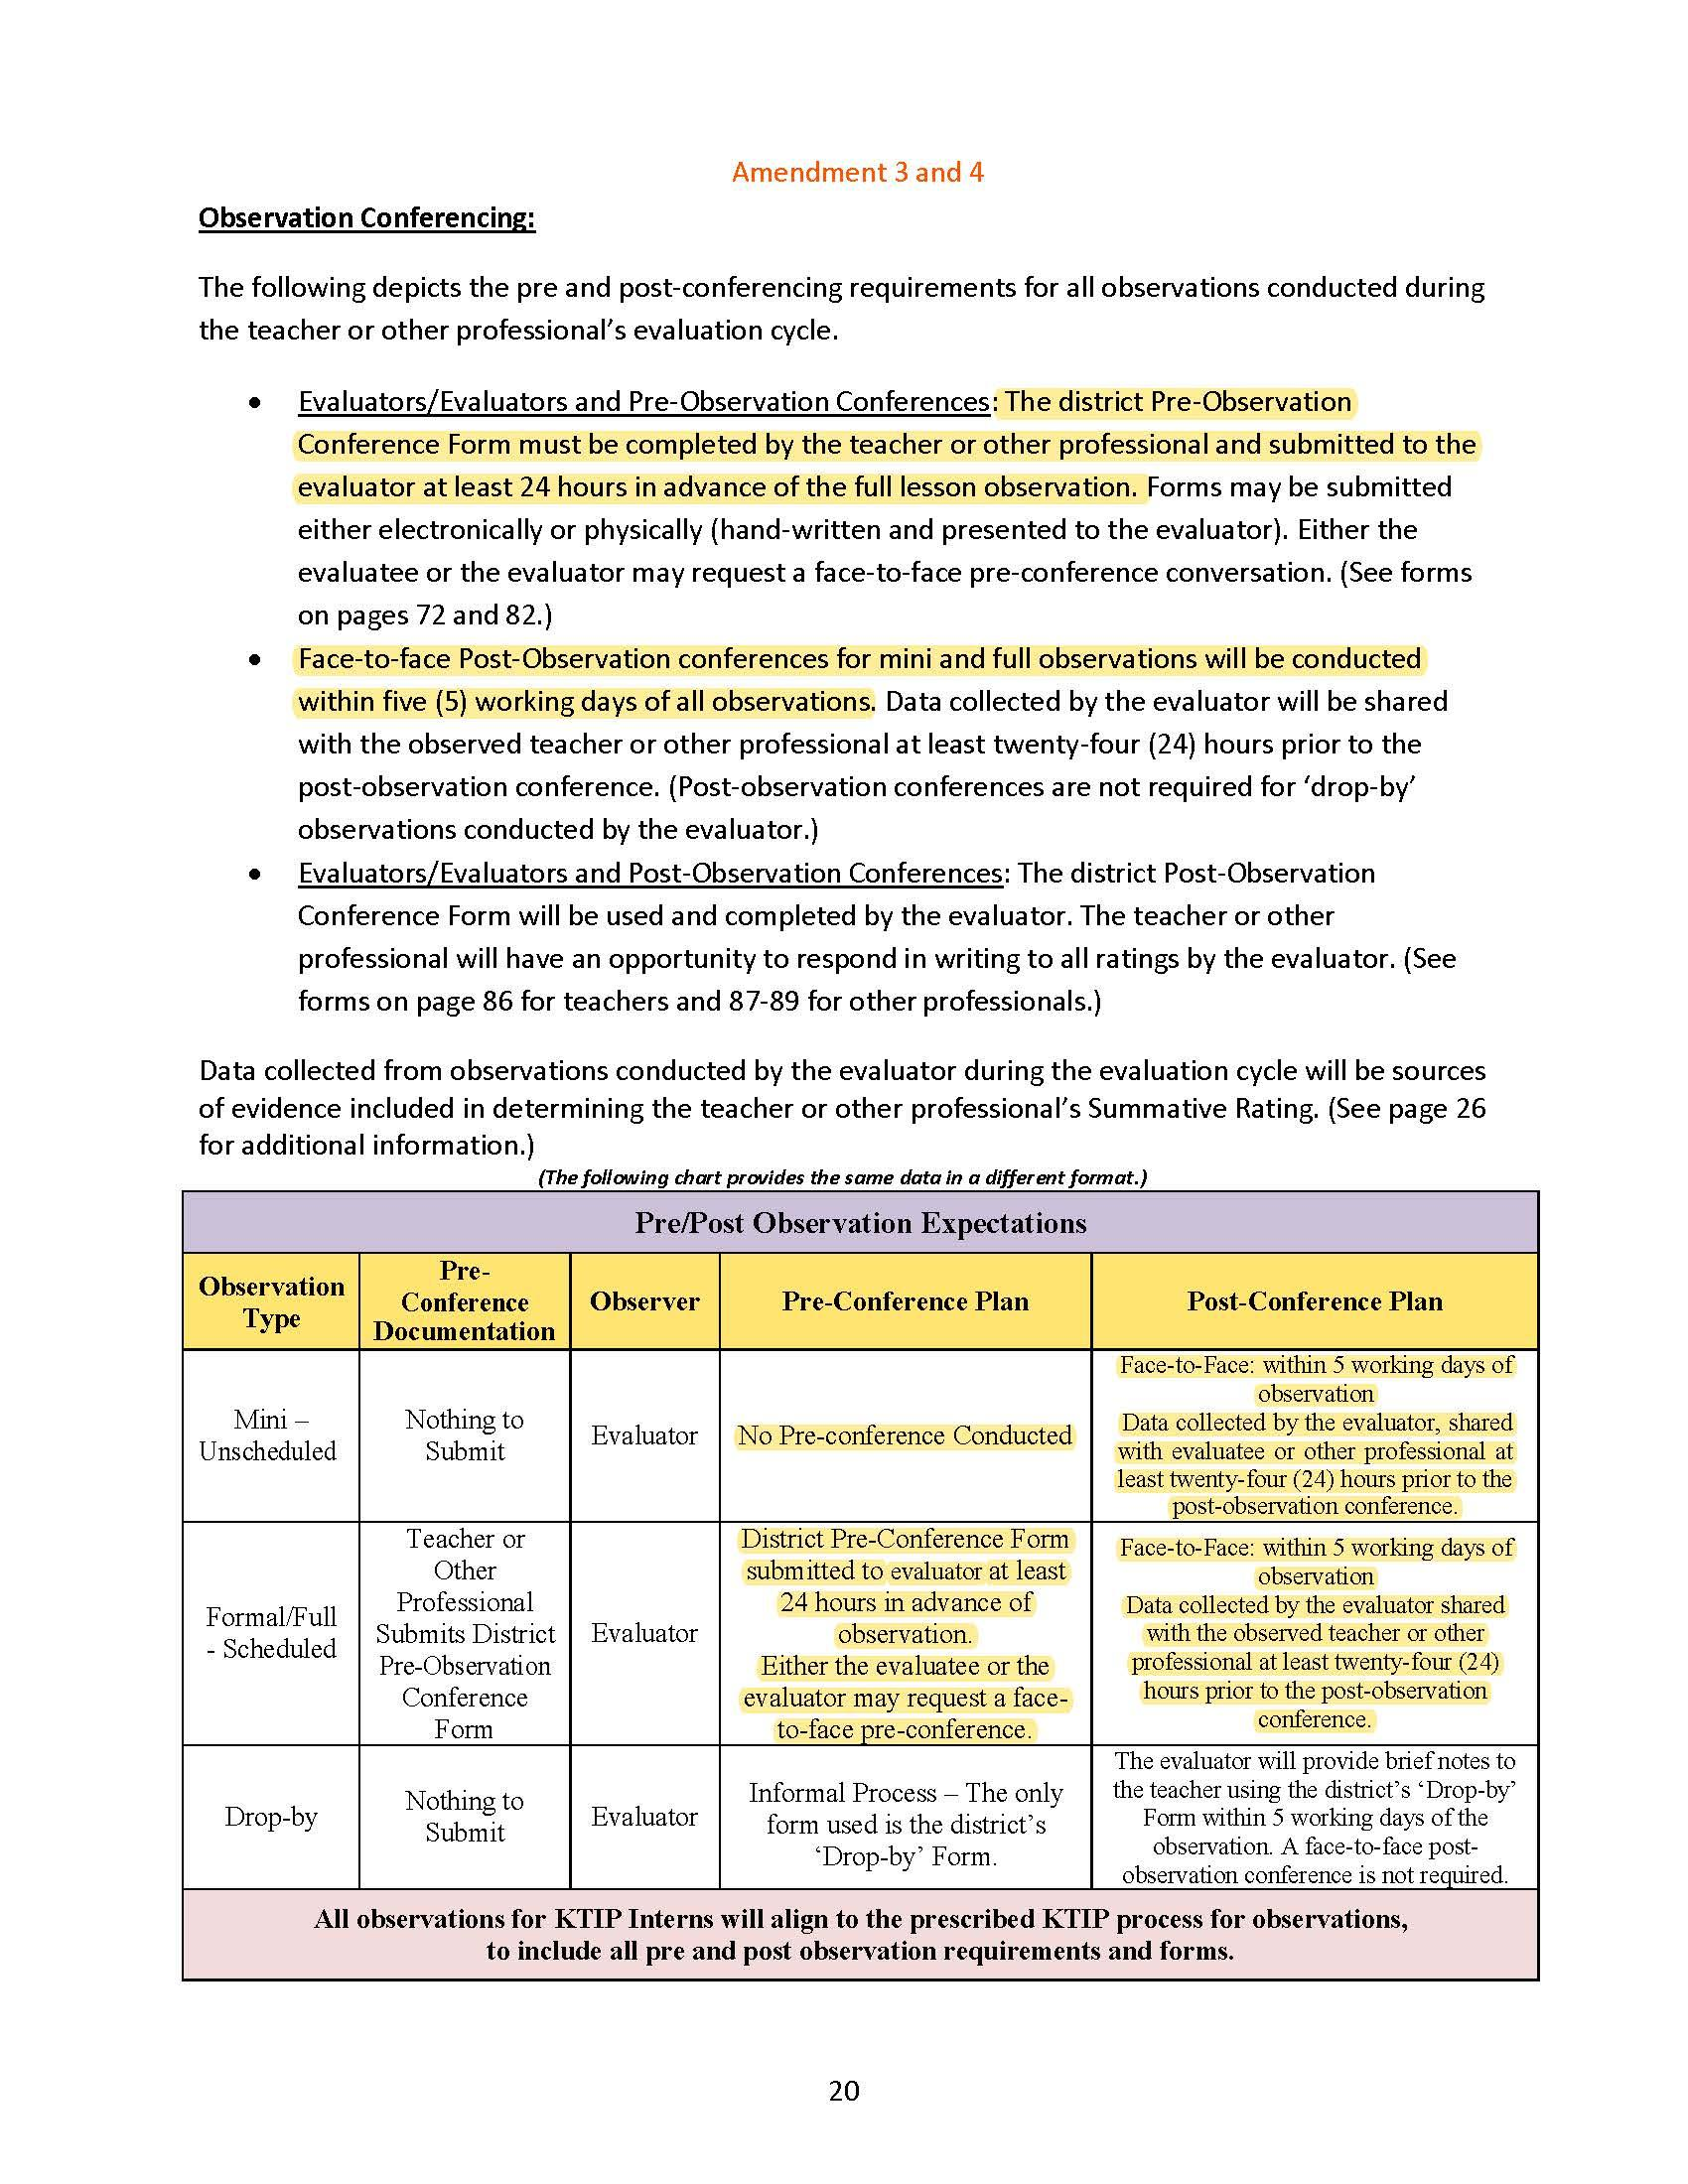 Amendment 3 and 4
Observation Conferencing:
The following depicts the pre and post-conferencing requirements for all observations conducted during
the teacher or other professional’s evaluation cycle.
• Evaluators/Evaluators and Pre-Observation Conferences: The district Pre-Observation
Conference Form must be completed by the teacher or other professional and submitted to the
evaluator at least 24 hours in advance of the full lesson observation. Forms may be submitted
either electronically or physically (hand-written and presented to the evaluator). Either the
evaluatee or the evaluator may request a face-to-face pre-conference conversation. (See forms
on pages 72 and 82.)
• Face-to-face Post-Observation conferences for mini and full observations will be conducted
within five (5) working days of all observations. Data collected by the evaluator will be shared
with the observed teacher or other professional at least twenty-four (24) hours prior to the
post-observation conference. (Post-observation conferences are not required for ‘drop-by’
observations conducted by the evaluator.)
• Evaluators/Evaluators and Post-Observation Conferences: The district Post-Observation
Conference Form will be used and completed by the evaluator. The teacher or other
professional will have an opportunity to respond in writing to all ratings by the evaluator. (See
forms on page 86 for teachers and 87-89 for other professionals.)
Data collected from observations conducted by the evaluator during the evaluation cycle will be sources
of evidence included in determining the teacher or other professional’s Summative Rating. (See page 26
for additional information.)
(The following chart provides the same data in a different format.)
Pre/Post Observation Expectations
Observation
Type
Pre-
Conference
Documentation
Observer
Pre-Conference Plan
Post-Conference Plan
Mini –
Unscheduled
Nothing to
Submit
Evaluator
No Pre-conference Conducted
Face-to-Face: within 5 working days of
observation
Data collected by the evaluator, shared
with evaluatee or other professional at
least twenty-four (24) hours prior to the
post-observation conference.
Formal/Full
- Scheduled
Teacher or
Other
Professional
Submits District
Pre-Observation
Conference
Form
Evaluator
District Pre-Conference Form
submitted to evaluator at least
24 hours in advance of
observation.
Either the evaluatee or the
evaluator may request a face-
to-face pre-conference.
Face-to-Face: within 5 working days of
observation
Data collected by the evaluator shared
with the observed teacher or other
professional at least twenty-four (24)
hours prior to the post-observation
conference.
Drop-by
Nothing to
Submit
Evaluator
Informal Process – The only
form used is the district’s
‘Drop-by’ Form.
The evaluator will provide brief notes to
the teacher using the district’s ‘Drop-by’
Form within 5 working days of the
observation. A face-to-face post-
observation conference is not required.
All observations for KTIP Interns will align to the prescribed KTIP process for observations,
to include all pre and post observation requirements and forms.
20